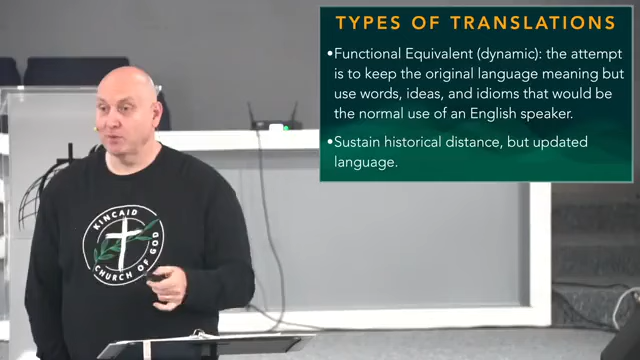 TYPES OF TRANSLATIONS
•Functional Equivalent (dynamic): the attempt
is to keep the original language meaning but
use words, ideas, and idioms that would be
the normal use of an English speaker.
•Sustain historical distance, but updated
language.
KINCAID
CHURCH OF GOD